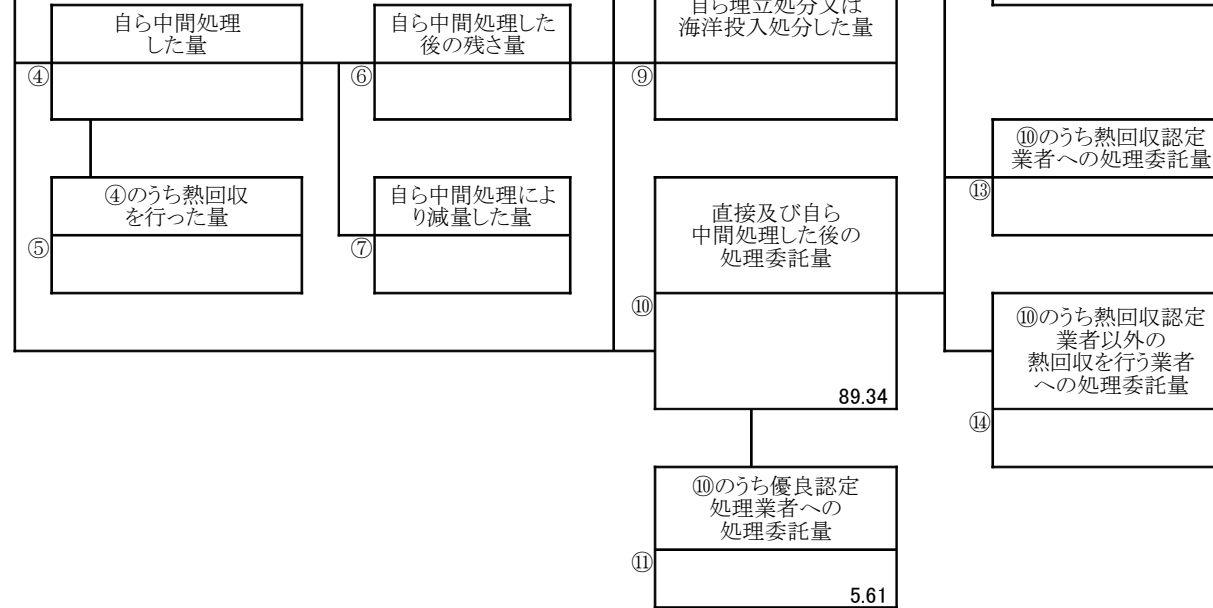 自ら中間処理
した量
④
⑤
④のうち熱回収
を行った量
自ら中間処理した
後の残さ量
⑥
自ら中間処理によ
り減量した量
⑦
自ら埋立処分又は
海洋投入処分した量
⑨
直接及び自ら
中間処理した後の
処理委託量
⑩
89.34
⑩のうち優良認定
処理業者への
処理委託量
⑪
5.61
⑩のうち熱回収認定
業者への処理委託量
⑬
⑩のうち熱回収認定
業者以外の
熱回収を行う業者
への処理委託量
⑭